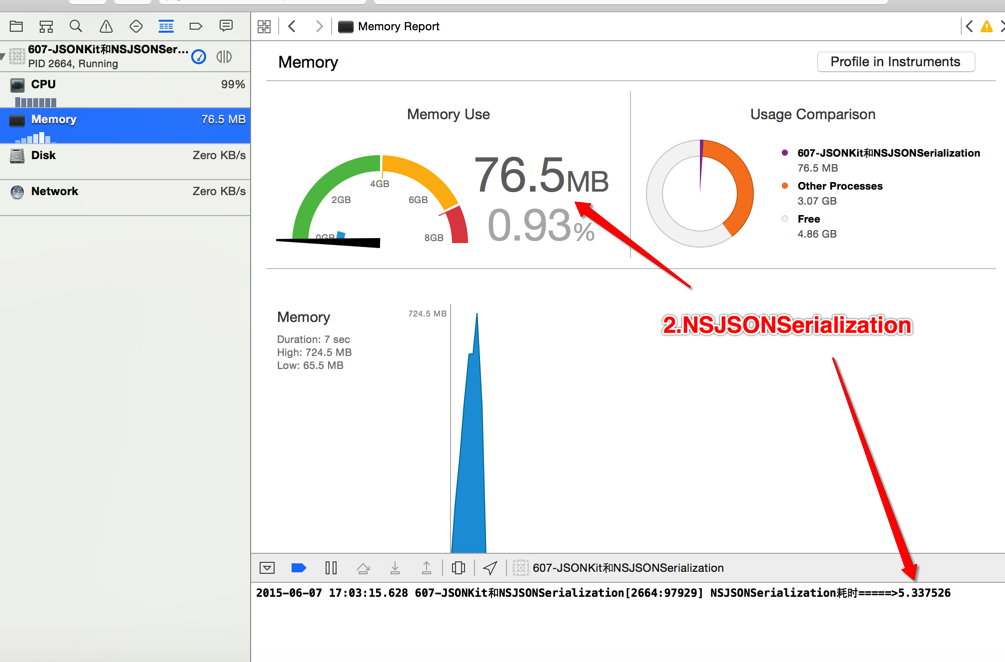 Memory Report
607-JSONKit和NSJSONSer...
PID 2664, Running
CPU
99%
Memory
76.5 MB
Disk
Zero KB/s
Network
Zero KB/s
Memory
Profile in Instruments
Memory Use
0GB
2GB
4GB
6GB
8GB
76.5MB
0.93%
Usage Comparison
607-JSONKit和NSJSONSerialization
76.5 MB
Other Processes
3.07 GB
Free
4.86 GB
Memory
Duration: 7 sec
High: 724.5 MB
Low: 65.5 MB
724.5 MB
2.NSJSONSerialization
607-JSONKit和NSJSONSerialization
2015-06-07 17:03:15.628 607-JSONKit和NSJSONSerialization[2664:97929] NSJSONSerialization耗时=====>5.337526